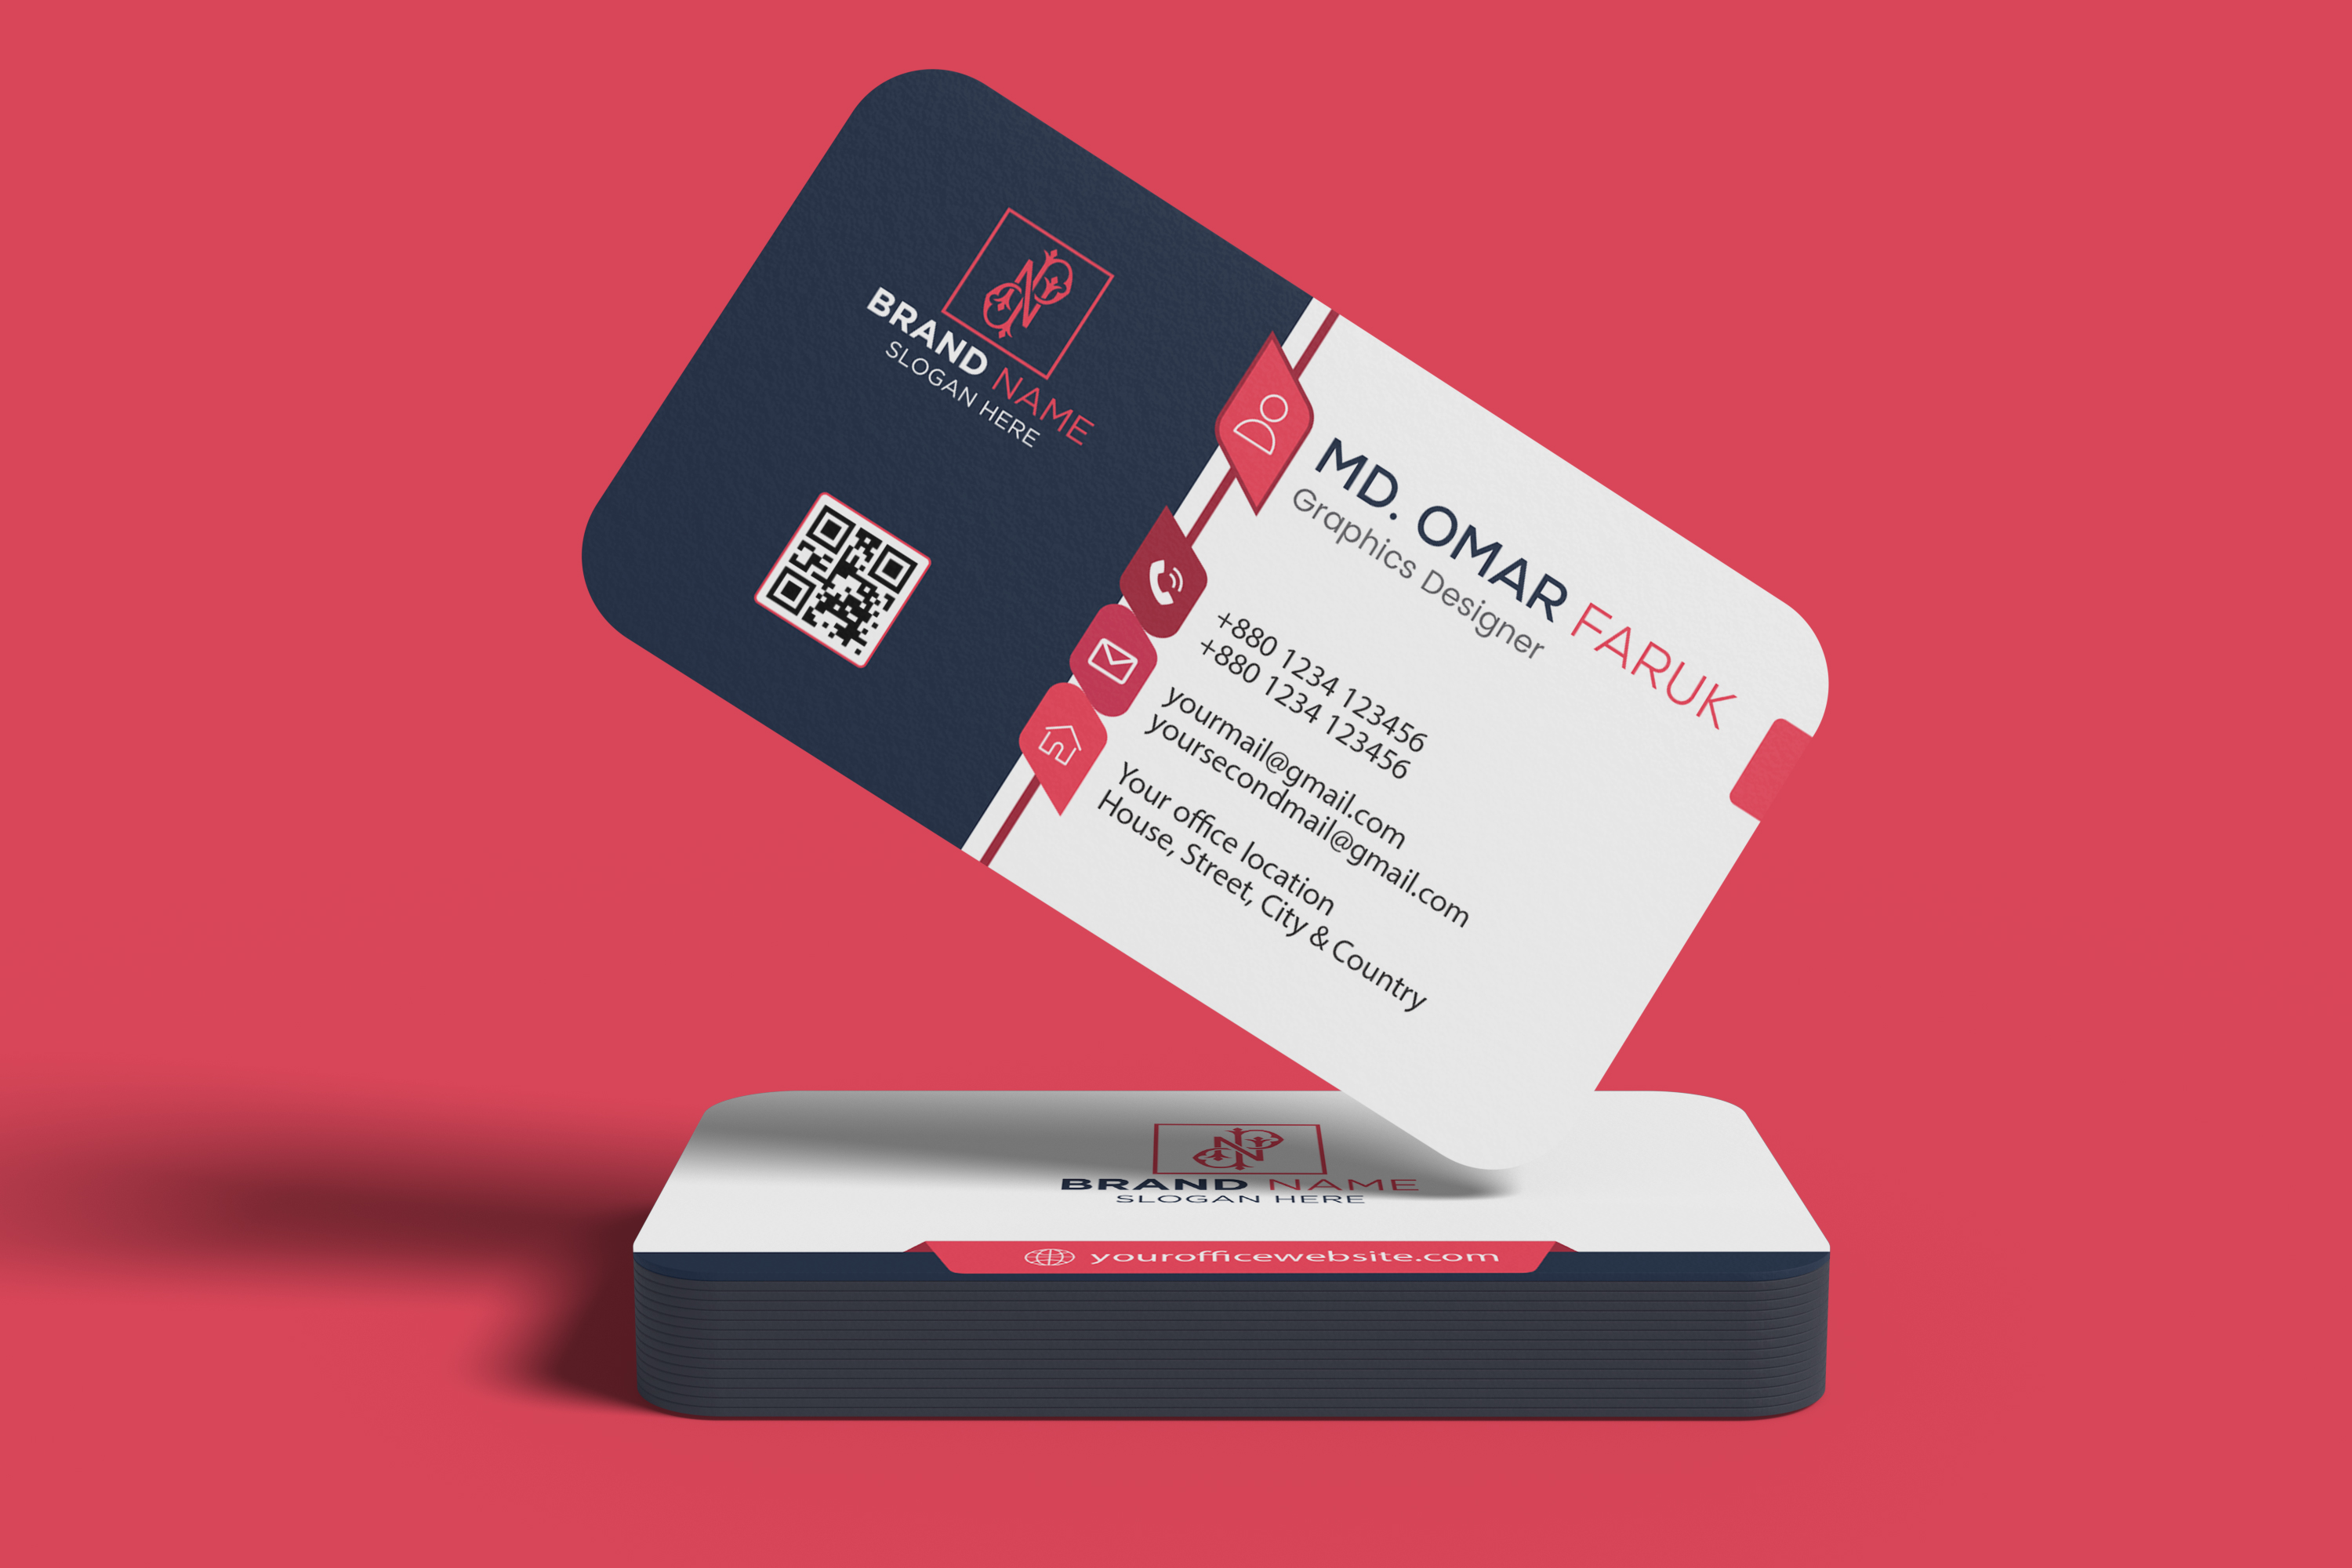 BRAND NAME
SLOGAN HERE
MD. OMAR FARUK
Graphics Designer
+880 1234 123456
+880 1234 123456
yourmail@gmail.com
yoursecondmail@gmail.com
Your office location
House, Street, City & Country
BRAND NAME
SLOGAN HERE
yourofficewebsite.com